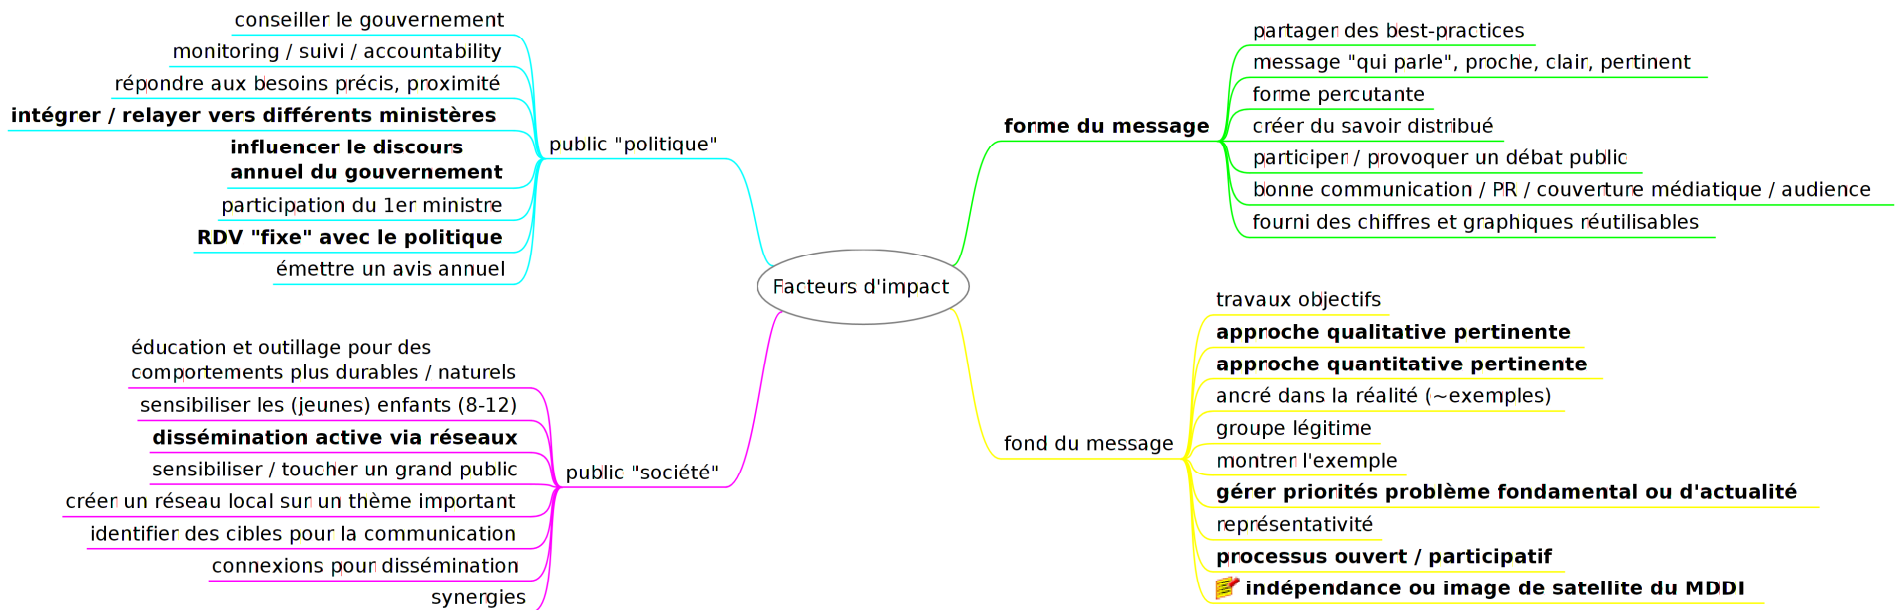 conseiller le gouvernement
monitoring / suivi / accountability
répondre aux besoins précis, proximité
intégrer / relayer vers différents ministères
influencer le discours
annuel du gouvernement
participation du 1er ministre
RDV "fixe" avec le politique
émettre un avis annuel
public "politique"
éducation et outillage pour des
comportements plus durables / naturels
sensibiliser les (jeunes) enfants (8-12)
dissémination active via réseaux
sensibiliser / toucher un grand public
créer un réseau local sur un thème important
identifier des cibles pour la communication
connexions pour dissémination
synergies
public "société"
Facteurs d'impact
forme du message
partager des best-practices
message "qui parle", proche, clair, pertinent
forme percutante
créer du savoir distribué
participer / provoquer un débat public
bonne communication / PR / couverture médiatique / audience
fourni des chiffres et graphiques réutilisables
fond du message
travaux objectifs
approche qualitative pertinente
approche quantitative pertinente
ancré dans la réalité (~exemples)
groupe légitime
montrer l'exemple
gérer priorités problème fondamental ou d'actualité
représentativité
processus ouvert / participatif
indépendance ou image de satellite du MDDI